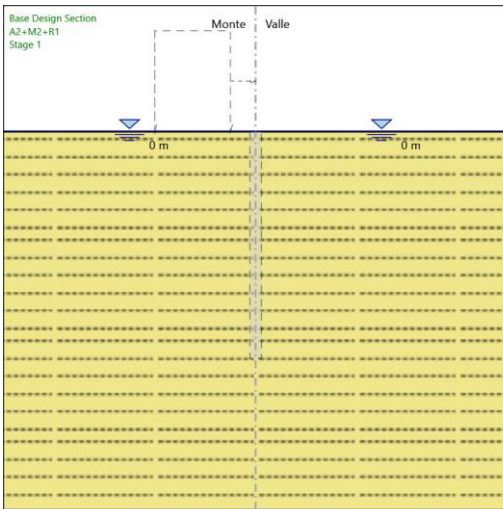 Base Design Section
A2+M2+R1
Stage 1
Monte
Valle
0 m
0 m